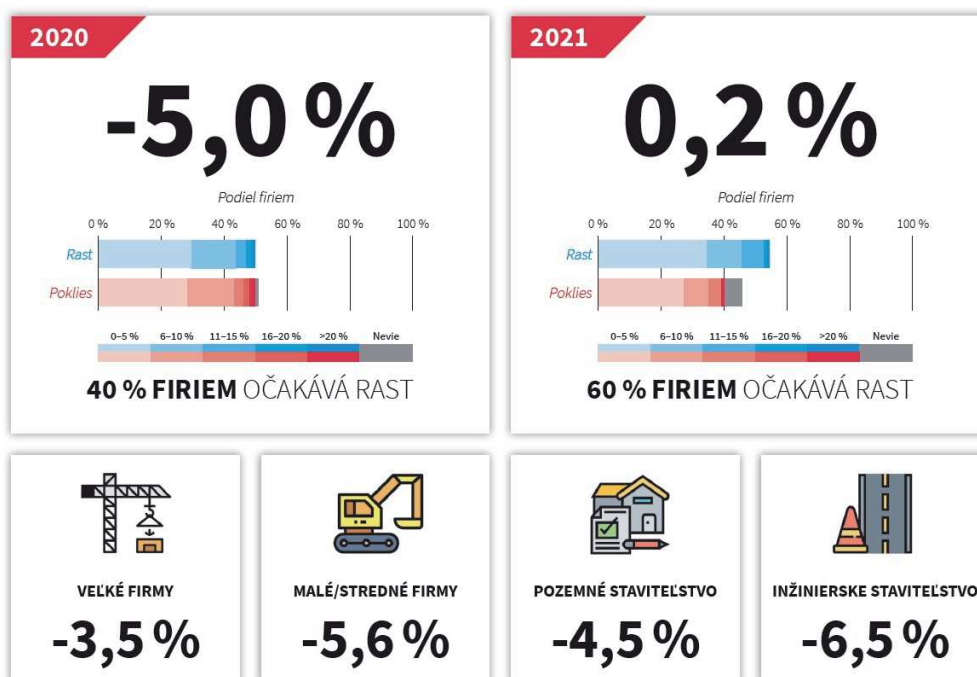 2020
-5,0 %
Podiel firiem
0 % 20 % 40 % 60 % 80 % 100 %
Rast
Poklies
0–5 % 6–10 % 11–15 % 16–20 % >20 % Nevie
40 % FIRIEM OČAKÁVÁ RAST
2021
0,2 %
Podiel firiem
0 % 20 % 40 % 60 % 80 % 100 %
Rast
Poklies
0–5 % 6–10 % 11–15 % 16–20 % >20 % Nevie
60 % FIRIEM OČAKÁVÁ RAST
VEĽKÉ FIRMY
-3,5 %
MALÉ/STREDNÉ FIRMY
-5,6 %
POZEMNÉ STAVITEĽSTVO
-4,5 %
INŽINIERSKE STAVITEĽSTVO
-6,5 %